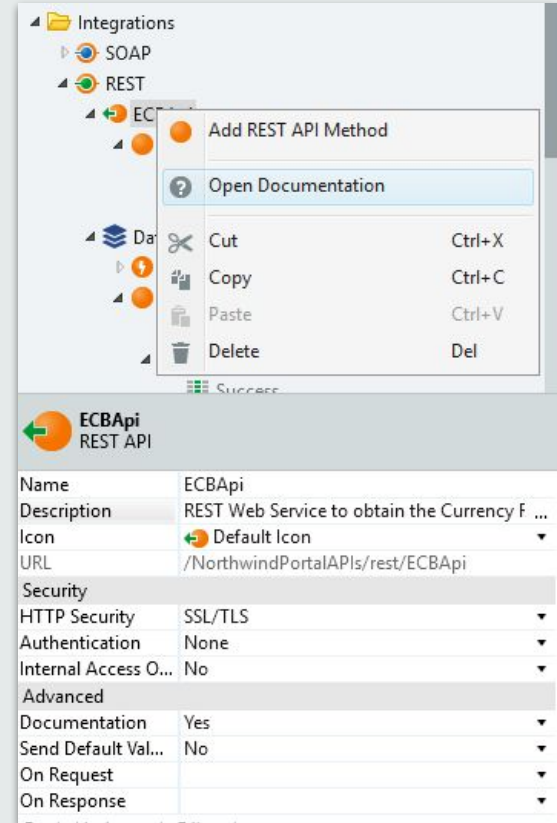 Integrations
SOAP
REST
Add REST API Method
Open Documentation
Cut Ctrl+X
Copy Ctrl+C
Paste Ctrl+V
Delete Del
Success
ECBApi
REST API
Name ECBApi
Description REST Web Service to obtain the Currency F ...
Icon Default Icon
URL /NorthwindPortalAPIs/rest/ECBApi
Security
HTTP Security SSL/TLS
Authentication None
Internal Access O... No
Advanced
Documentation Yes
Send Default Val... No
On Request
On Response